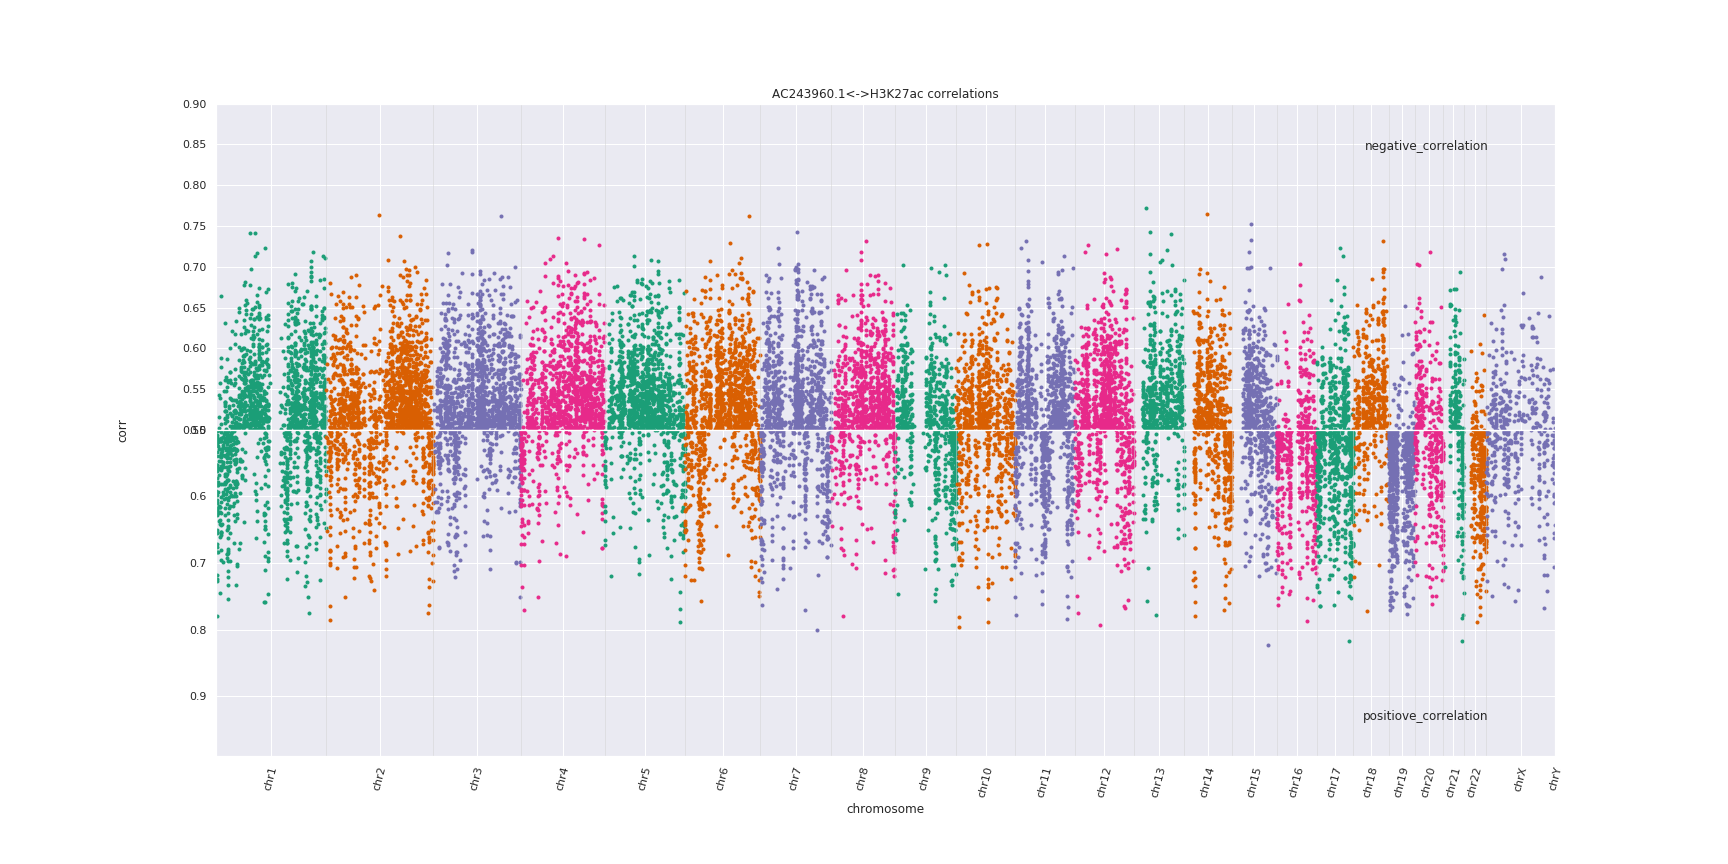 AC243960.1<->H3K27ac correlations
0.90
0.85
negative_correlation
0.80
0.75
0.70
0.65
0.60
0.55
corr
0.6
0.7
0.8
0.9
positiove_correlation
chr1 chr2 chr3 chr4 chr5 chr6 chr7 chr8 chr9 chr10 chr11 chr12 chr13 chr14 chr15 chr16 chr17 chr18 chr19 chr20 chr21 chr22 chrX chrY
chromosome